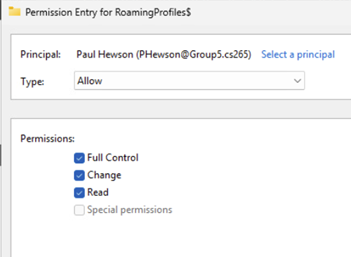 Permission Entry for RoamingProfiles$
Principal: Paul Hewson (PHewson@Group5.cs265) Select a principal
Type: Allow
Permissions:
Full Control
Change
Read
Special permissions